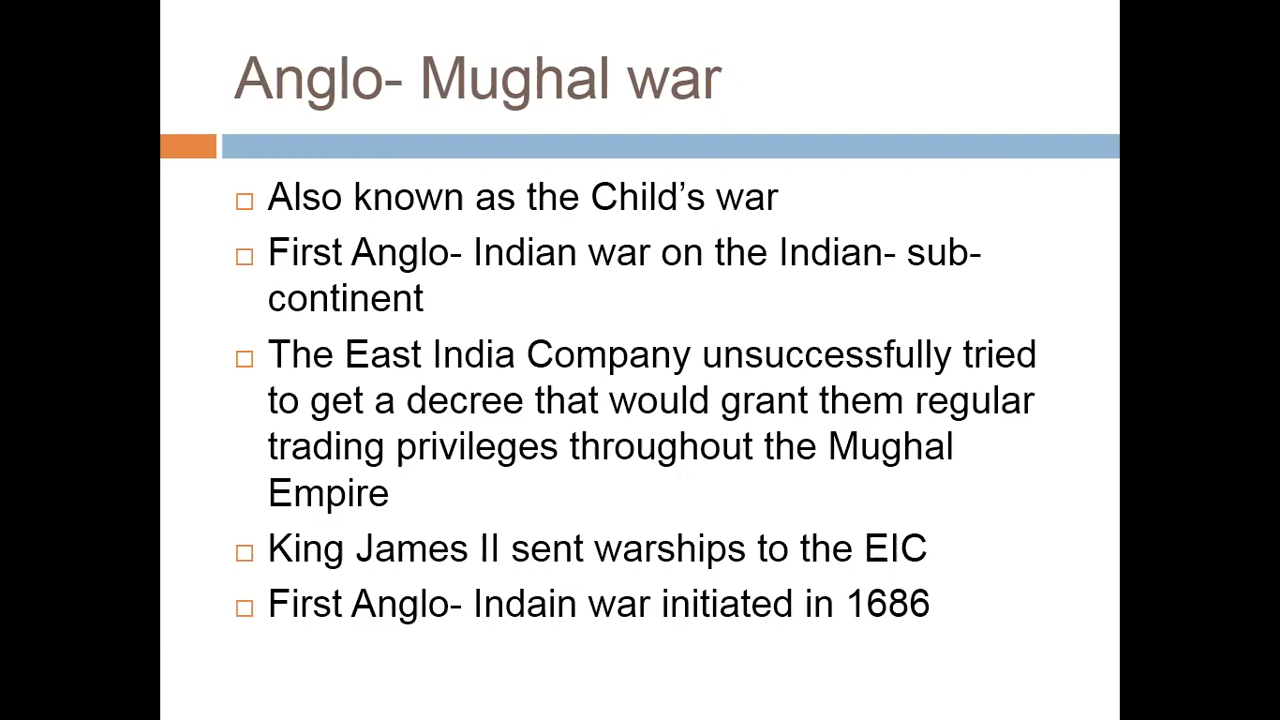 Anglo- Mughal war
Also known as the Child’s war
First Anglo- Indian war on the Indian- sub-
continent
The East India Company unsuccessfully tried
to get a decree that would grant them regular
trading privileges throughout the Mughal
Empire
King James II sent warships to the EIC
First Anglo- Indain war initiated in 1686